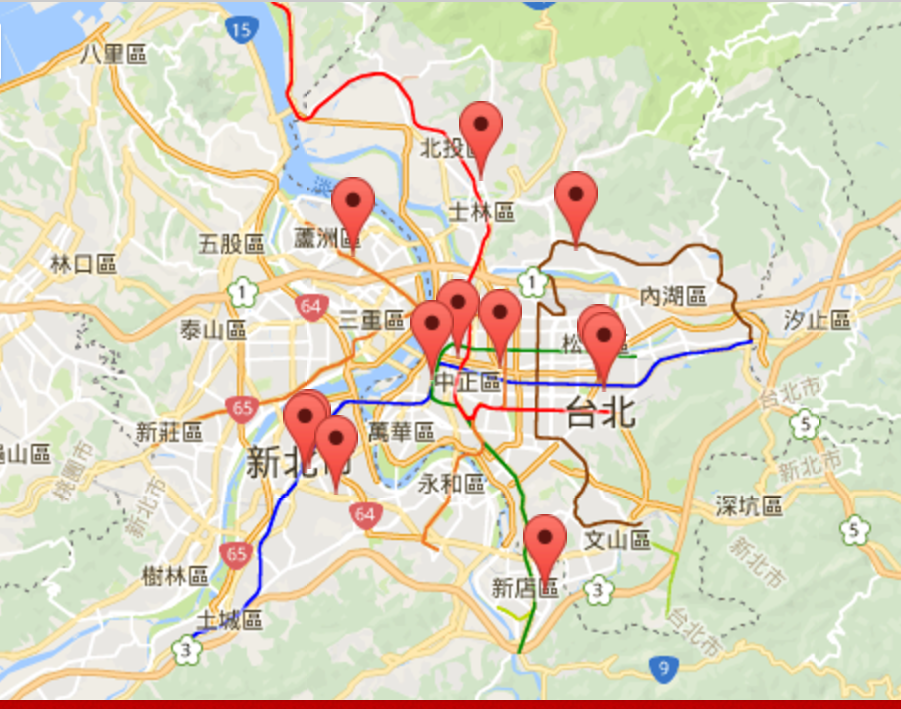 15
八里區
北投
士林區
五股區
蘆洲區
林口區
1
1
64
內湖區
泰山區
三重區
汐止區
松
區
中正區
台北市
65
台北
新莊區
萬華區
5
山區
桃園市
新北市
新北市
永和區
新北市
64
深坑區
5
65
文山區
新北市
樹林區
新店區
3
土城區
台北市
3
9